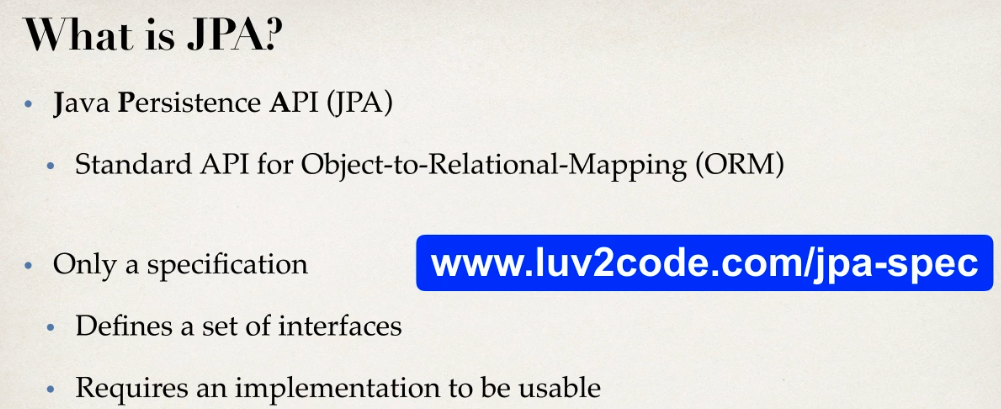 What is JPA?
• Java Persistence API (JPA)
• Standard API for Object-to-Relational-Mapping (ORM)
• Only a specification
www.luv2code.com/jpa-spec
• Defines a set of interfaces
• Requires an implementation to be usable